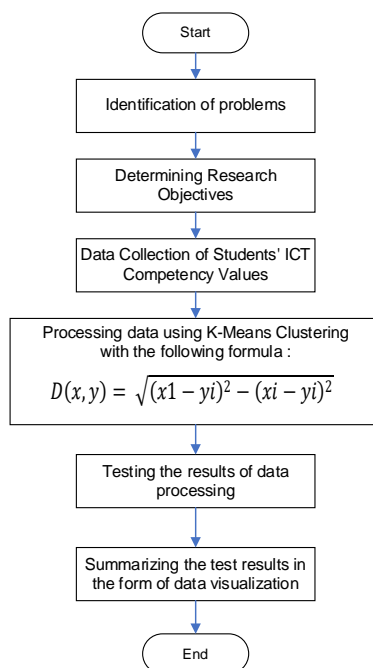 Start
Identification of problems
Determining Research
Objectives
Data Collection of Students' ICT
Competency Values
Processing data using K-Means Clustering
with the following formula :
D(x, y) = √(x1 − yi)² − (xi − yi)²
Testing the results of data
processing
Summarizing the test results in
the form of data visualization
End